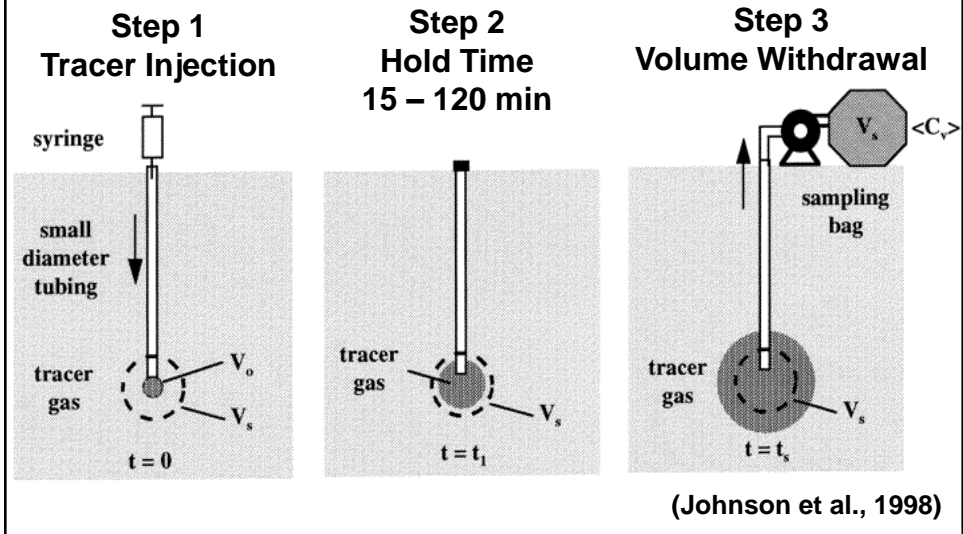 Step 1
Tracer Injection
syringe
small
diameter
tubing
tracer
gas
V₀
Vₛ
t = 0
Step 2
Hold Time
15 – 120 min
tracer
gas
Vₛ
t = t₁
Step 3
Volume Withdrawal
Vₛ
<Cᵥ>
sampling
bag
tracer
gas
Vₛ
t = tₛ
(Johnson et al., 1998)